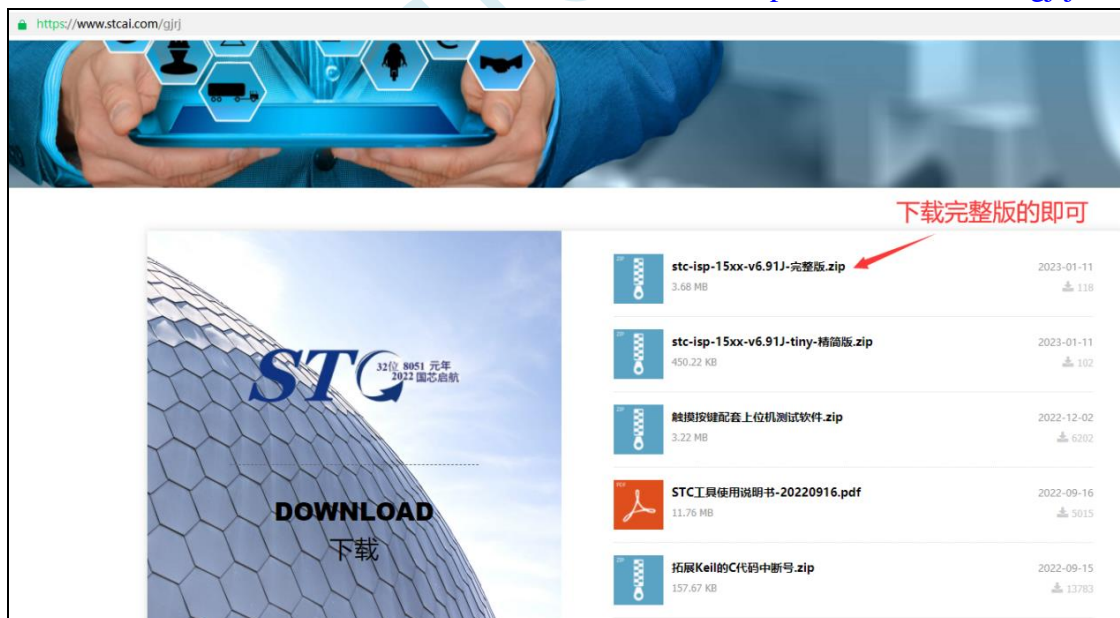 https://www.stcai.com/gjrj
下载完整版的即可
stc-isp-15xx-v6.91J-完整版.zip
3.68 MB
2023-01-11
118
stc-isp-15xx-v6.91J-tiny-精简版.zip
450.22 KB
2023-01-11
102
触摸按键配套上位机测试软件.zip
3.22 MB
2022-12-02
6202
STC工具使用说明书-20220916.pdf
11.76 MB
2022-09-16
5015
拓展Keil的C代码中断号.zip
157.67 KB
2022-09-15
13783
STC
32位 8051 元年
2022 国芯启航
DOWNLOAD
下载